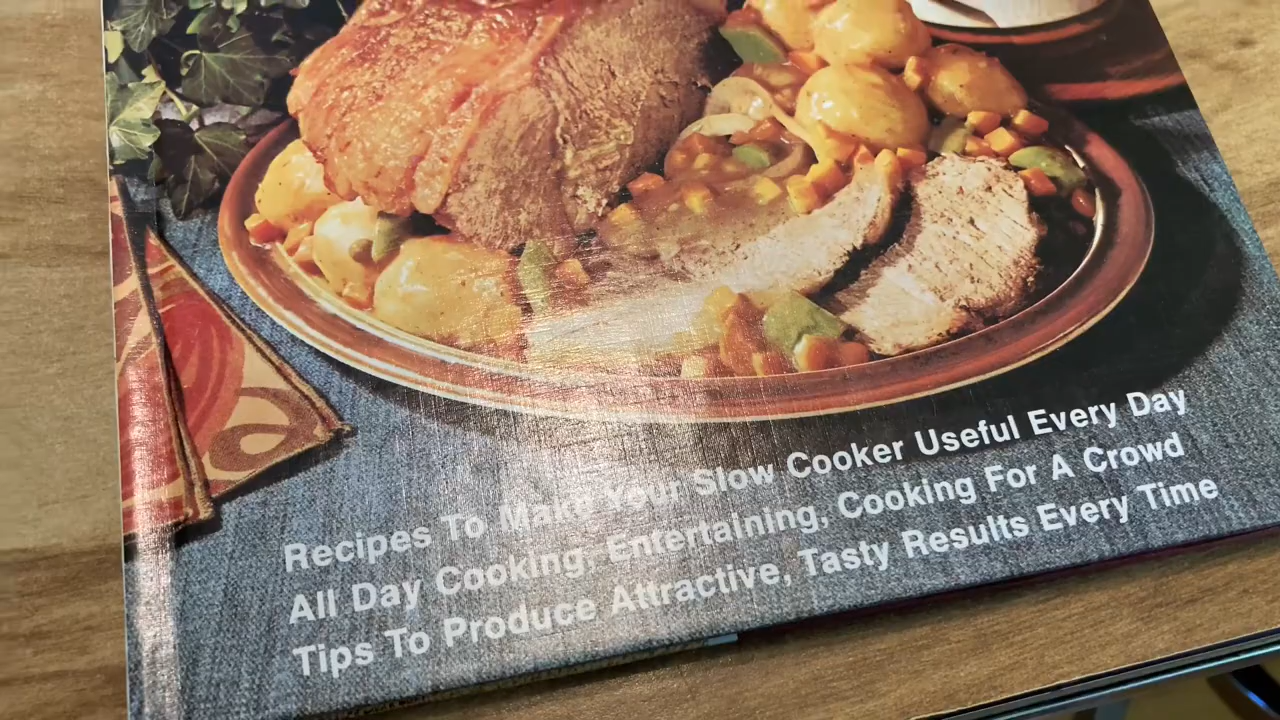 Recipes To Make Your Slow Cooker Useful Every Day
All Day Cooking, Entertaining, Cooking For A Crowd
Tips To Produce Attractive, Tasty Results Every Time